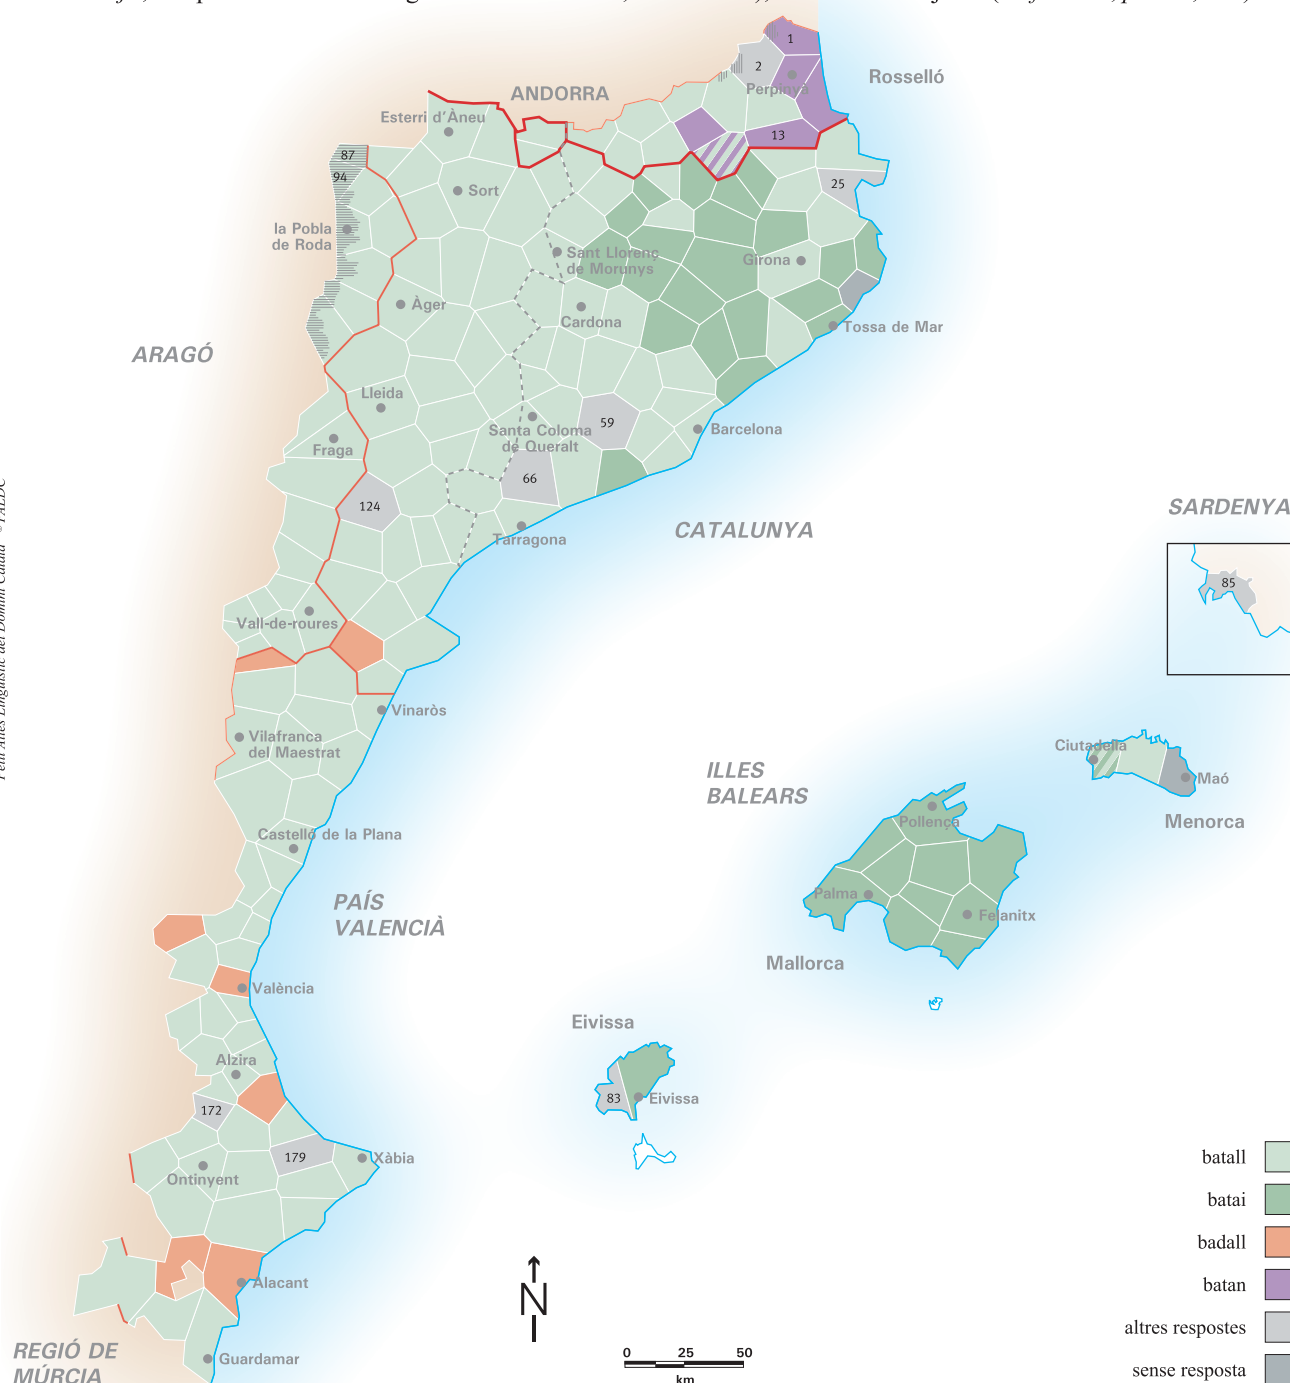 1
2
Rosselló
Perpinyà
ANDORRA
Esterri d'Àneu
13
87
94
25
Sort
la Pobla
de Roda
Sant Llorenç
de Morunys
Girona
Àger
Cardona
Tossa de Mar
ARAGÓ
Lleida
59
Santa Coloma
de Queralt
Barcelona
Fraga
66
124
SARDENYA
CATALUNYA
Tarragona
85
Vall-de-roures
Vinaròs
Vilafranca
del Maestrat
Ciutadella
Maó
ILLES
BALEARS
Menorca
Pollença
Castelló de la Plana
PAÍS
VALENCIÀ
Palma
Felanitx
Mallorca
València
Eivissa
Alzira
83
Eivissa
172
179
Xàbia
Ontinyent
batall
batai
badall
Alacant
batan
N
altres respostes
REGIÓ DE
MÚRCIA
Guardamar
0 25 50
km
sense resposta